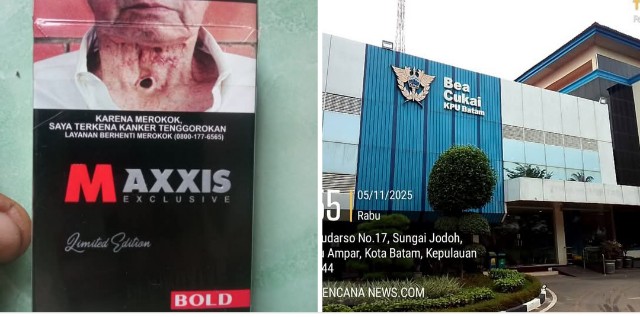 KARENA MEROKOK,
SAYA TERKENA KANKER TENGGOROKAN
LAYANAN BERHENTI MEROKOK (0800-177-6565)
MAXXIS
EXCLUSIVE
Limited Edition
BOLD
Bea
Cukai
KPU Batam
05/11/2025
Rabu
udarso No.17, Sungai Jodoh,
Ampar, Kota Batam, Kepulauan
44
ENCANA NEWS.COM